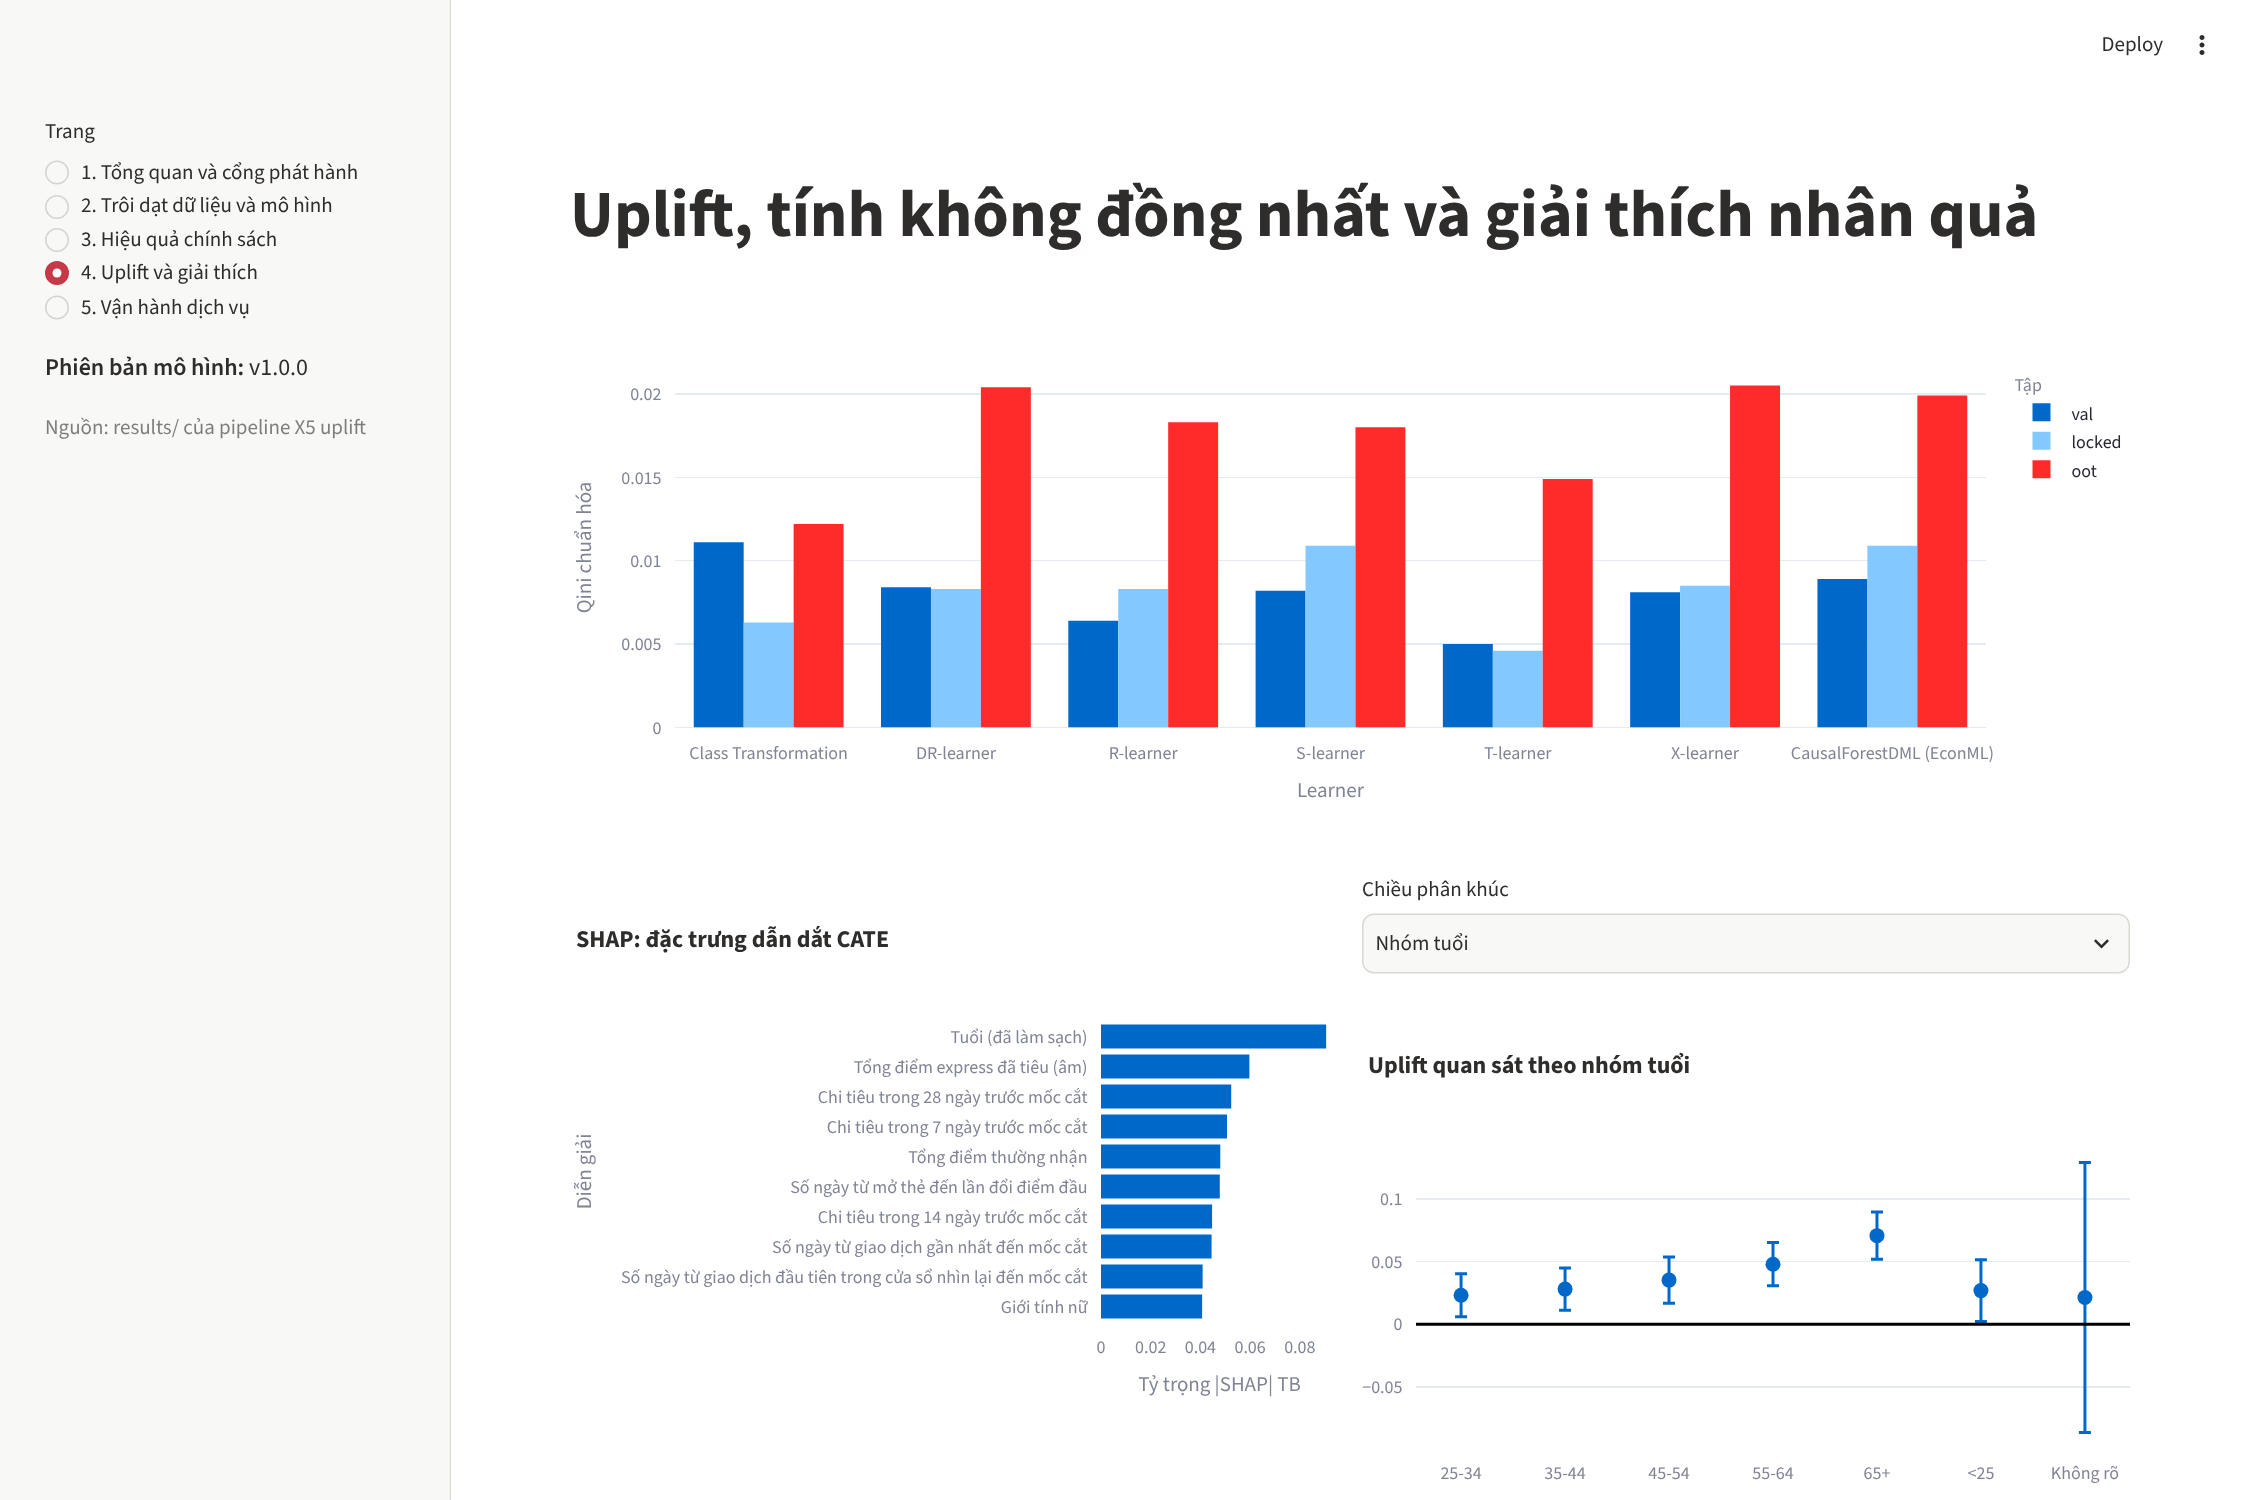 Deploy
Trang
1. Tổng quan và cổng phát hành
2. Trôi dạt dữ liệu và mô hình
3. Hiệu quả chính sách
4. Uplift và giải thích
5. Vận hành dịch vụ
Phiên bản mô hình: v1.0.0
Nguồn: results/ của pipeline X5 uplift
Uplift, tính không đồng nhất và giải thích nhân quả
Tập
val
locked
oot
Qini chuẩn hóa
0.02
0.015
0.01
0.005
0
Class Transformation
DR-learner
R-learner
S-learner
T-learner
X-learner
CausalForestDML (EconML)
Learner
SHAP: đặc trưng dẫn dắt CATE
Diễn giải
Tuổi (đã làm sạch)
Tổng điểm express đã tiêu (âm)
Chi tiêu trong 28 ngày trước mốc cắt
Chi tiêu trong 7 ngày trước mốc cắt
Tổng điểm thường nhận
Số ngày từ mở thẻ đến lần đổi điểm đầu
Chi tiêu trong 14 ngày trước mốc cắt
Số ngày từ giao dịch gần nhất đến mốc cắt
Số ngày từ giao dịch đầu tiên trong cửa sổ nhìn lại đến mốc cắt
Giới tính nữ
0 0.02 0.04 0.06 0.08
Tỷ trọng |SHAP| TB
Chiều phân khúc
Nhóm tuổi
Uplift quan sát theo nhóm tuổi
0.1
0.05
0
−0.05
25-34 35-44 45-54 55-64 65+ <25 Không rõ